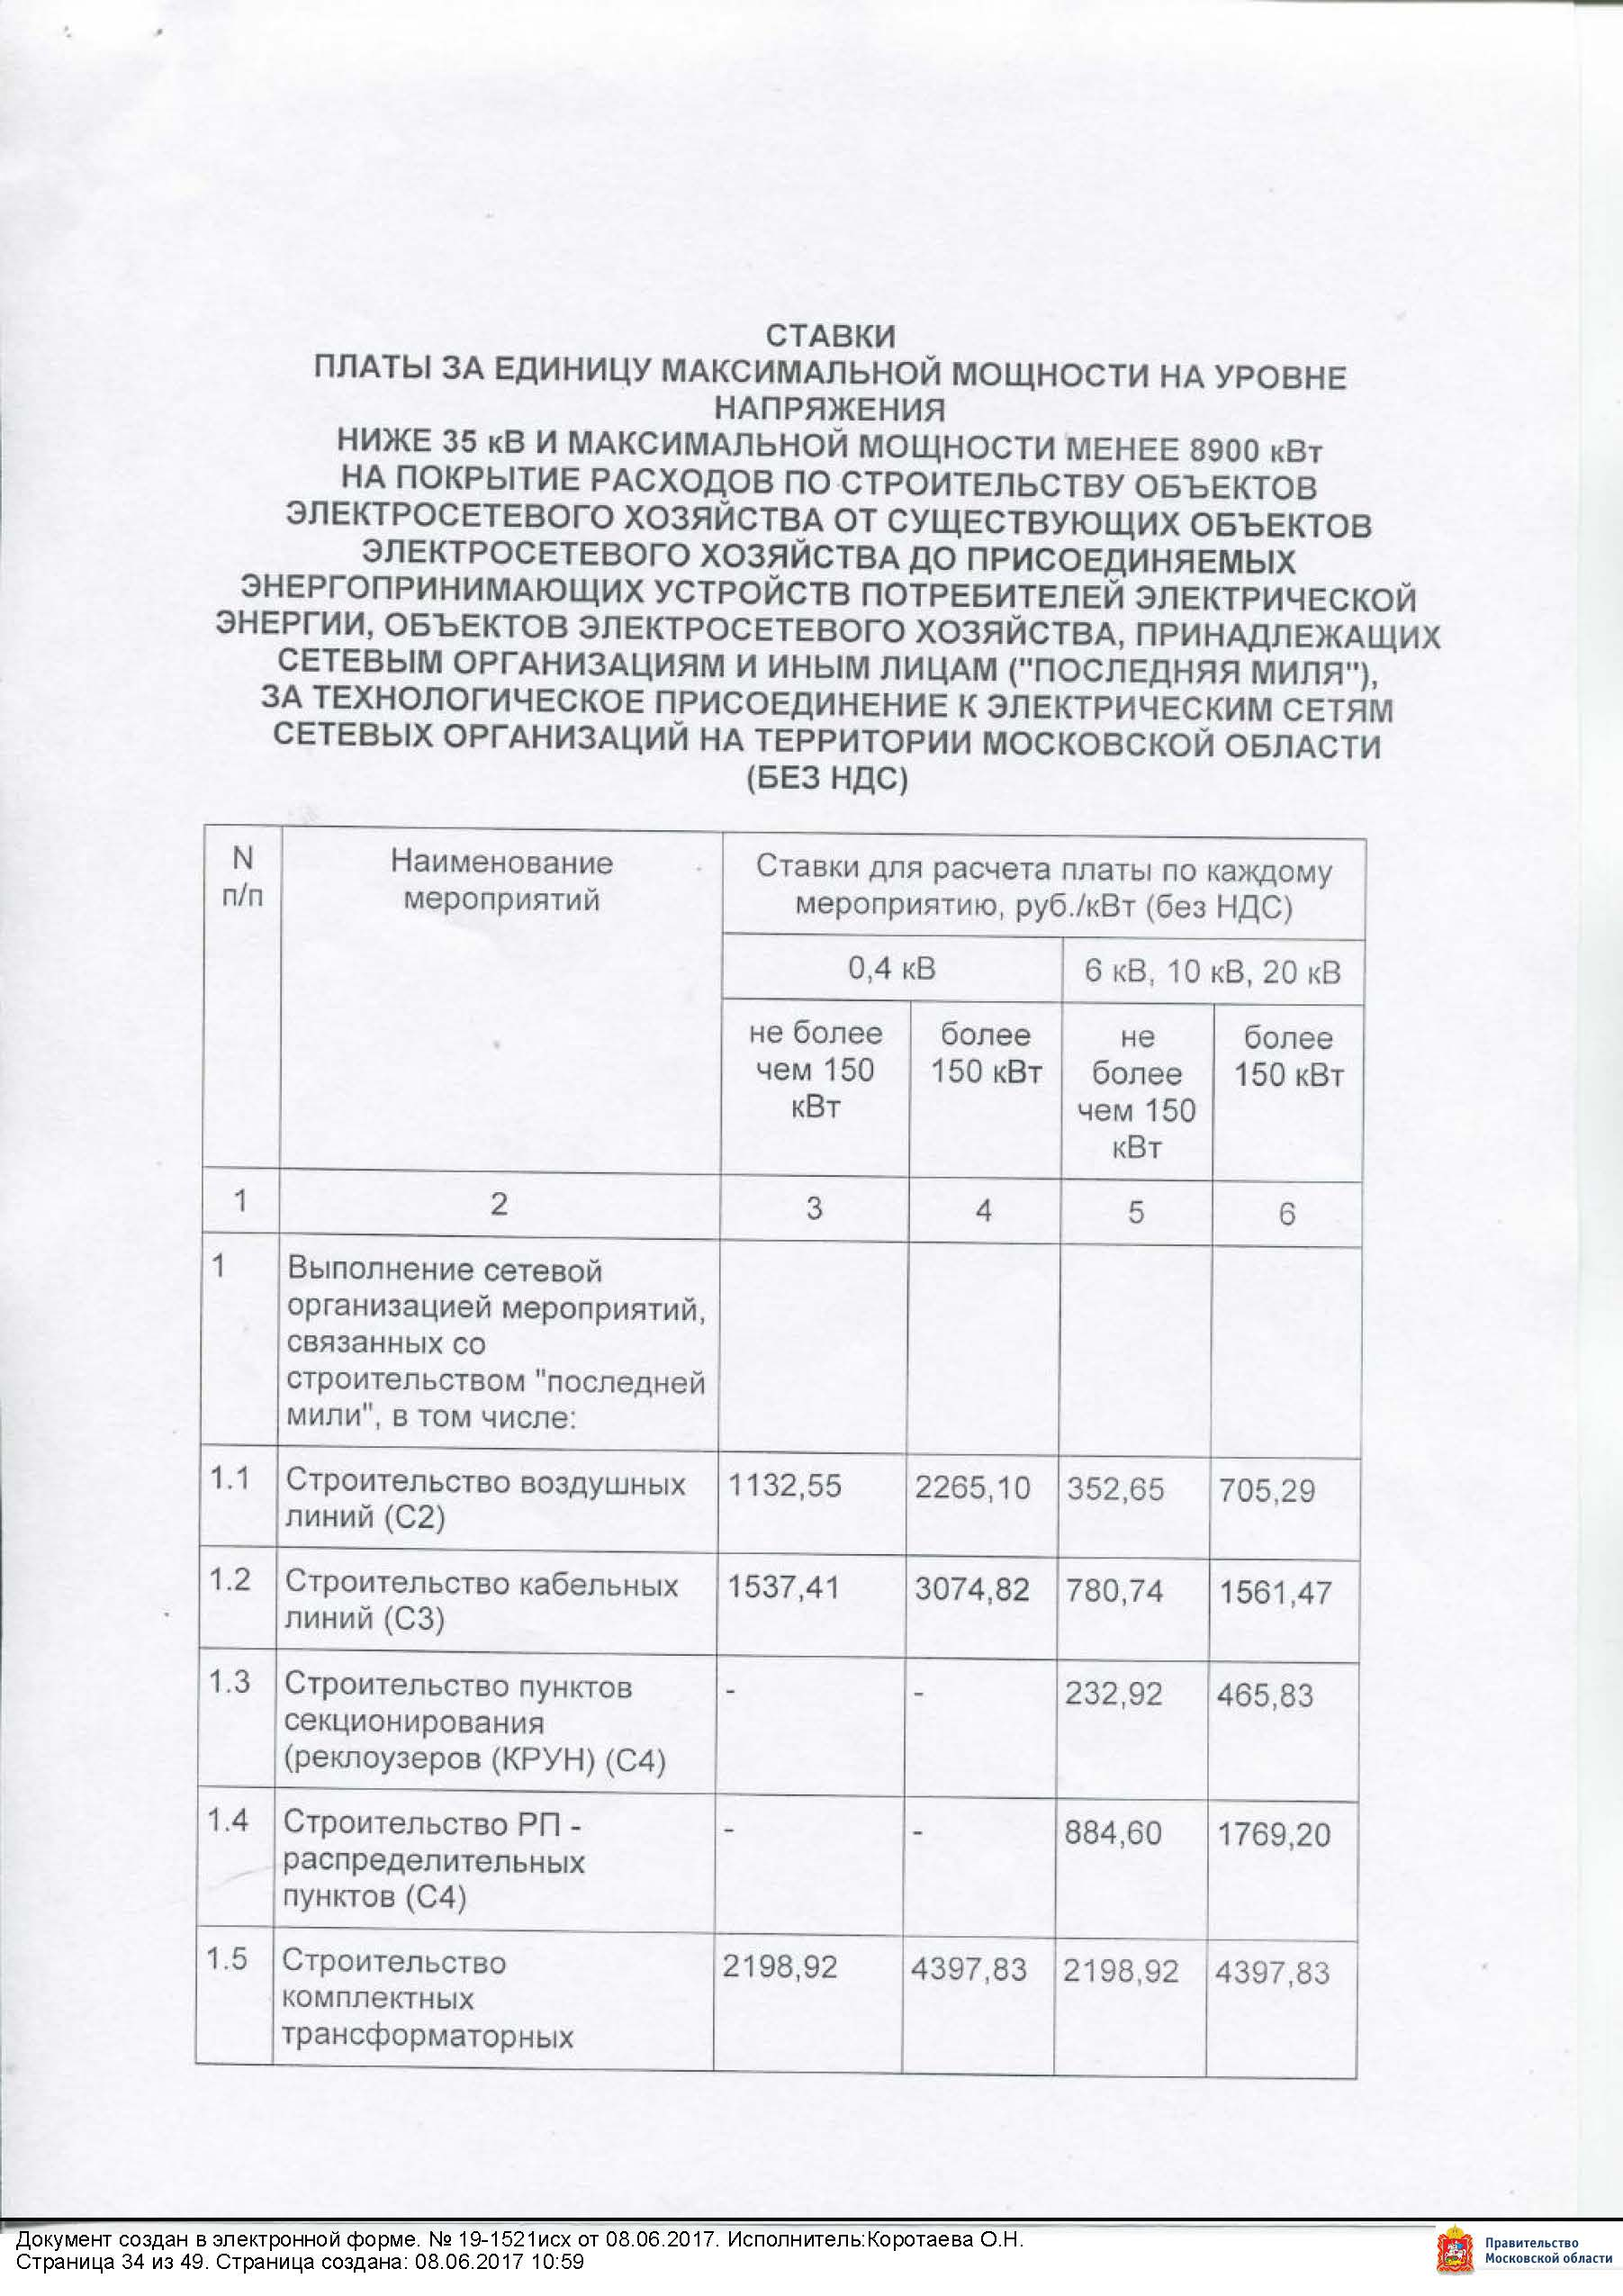 СТАВКИ
ПЛАТЫ ЗА ЕДИНИЦУ МАКСИМАЛЬНОЙ МОЩНОСТИ НА УРОВНЕ
НАПРЯЖЕНИЯ
НИЖЕ 35 кВ И МАКСИМАЛЬНОЙ МОЩНОСТИ МЕНЕЕ 8900 кВт
НА ПОКРЫТИЕ РАСХОДОВ ПО СТРОИТЕЛЬСТВУ ОБЪЕКТОВ
ЭЛЕКТРОСЕТЕВОГО ХОЗЯЙСТВА ОТ СУЩЕСТВУЮЩИХ ОБЪЕКТОВ
ЭЛЕКТРОСЕТЕВОГО ХОЗЯЙСТВА ДО ПРИСОЕДИНЯЕМЫХ
ЭНЕРГОПРИНИМАЮЩИХ УСТРОЙСТВ ПОТРЕБИТЕЛЕЙ ЭЛЕКТРИЧЕСКОЙ
ЭНЕРГИИ, ОБЪЕКТОВ ЭЛЕКТРОСЕТЕВОГО ХОЗЯЙСТВА, ПРИНАДЛЕЖАЩИХ
СЕТЕВЫМ ОРГАНИЗАЦИЯМ И ИНЫМ ЛИЦАМ ("ПОСЛЕДНЯЯ МИЛЯ"),
ЗА ТЕХНОЛОГИЧЕСКОЕ ПРИСОЕДИНЕНИЕ К ЭЛЕКТРИЧЕСКИМ СЕТЯМ
СЕТЕВЫХ ОРГАНИЗАЦИЙ НА ТЕРРИТОРИИ МОСКОВСКОЙ ОБЛАСТИ
(БЕЗ НДС)
N
п/п
Наименование
мероприятий
Ставки для расчета платы по каждому
мероприятию, руб./кВт (без НДС)
0,4 кВ
6 кВ, 10 кВ, 20 кВ
не более
чем 150
кВт
более
150 кВт
не
более
чем 150
кВт
более
150 кВт
1 2 3 4 5 6
1
Выполнение сетевой
организацией мероприятий,
связанных со
строительством "последней
мили", в том числе:
1.1 Строительство воздушных 1132,55 2265,10 352,65 705,29
линий (С2)
1.2 Строительство кабельных 1537,41 3074,82 780,74 1561,47
линий (С3)
1.3 Строительство пунктов - - 232,92 465,83
секционирования
(реклоузеров (КРУН) (С4)
1.4 Строительство РП - - - 884,60 1769,20
распределительных
пунктов (С4)
1.5 Строительство 2198,92 4397,83 2198,92 4397,83
комплектных
трансформаторных
Документ создан в электронной форме. № 19-1521исх от 08.06.2017. Исполнитель:Коротаева О.Н.
Страница 34 из 49. Страница создана: 08.06.2017 10:59
Правительство
Московской области